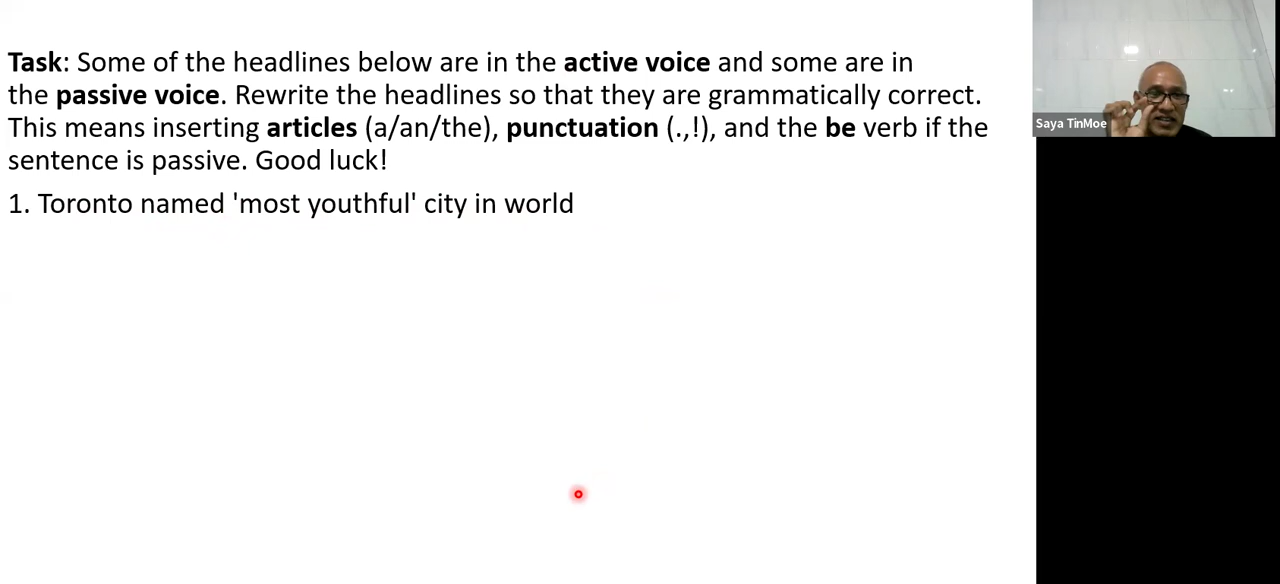 Task: Some of the headlines below are in the active voice and some are in
the passive voice. Rewrite the headlines so that they are grammatically correct.
This means inserting articles (a/an/the), punctuation (.,!), and the be verb if the
sentence is passive. Good luck!
1. Toronto named 'most youthful' city in world
Saya TinMoe